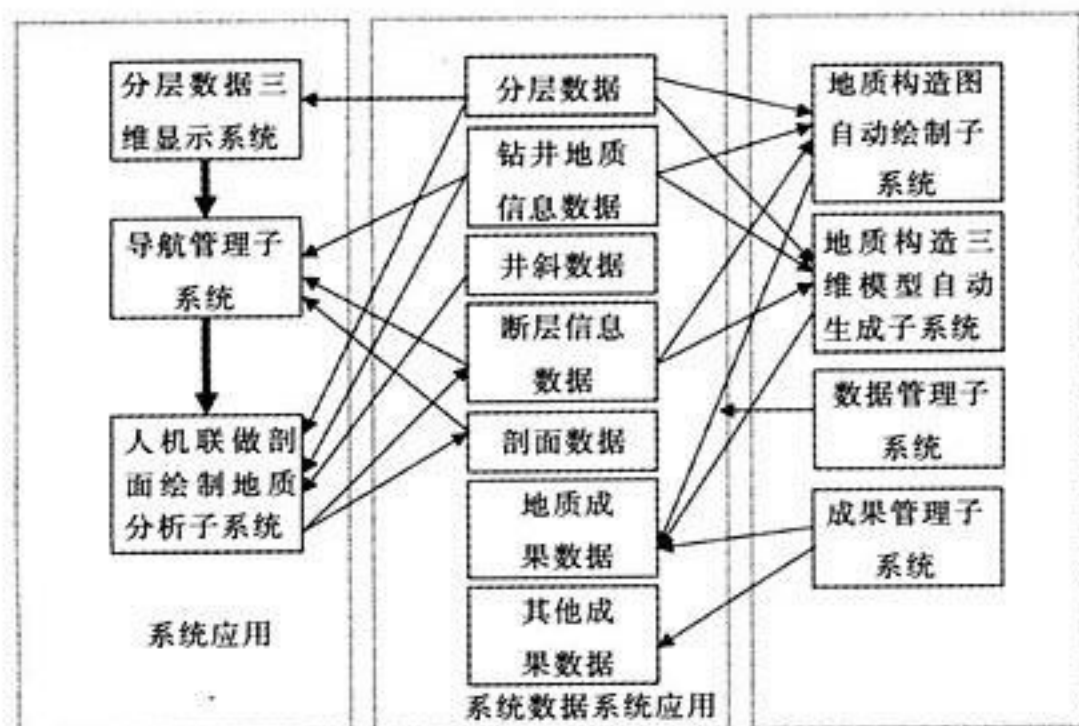 分层数据三
维显示系统
导航管理子
系统
人机联做剖
面绘制地质
分析子系统
系统应用
分层数据
钻井地质
信息数据
井斜数据
断层信息
数据
剖面数据
地质成
果数据
其他成
果数据
系统数据系统应用
地质构造图
自动绘制子
系统
地质构造三
维模型自动
生成子系统
数据管理子
系统
成果管理子
系统